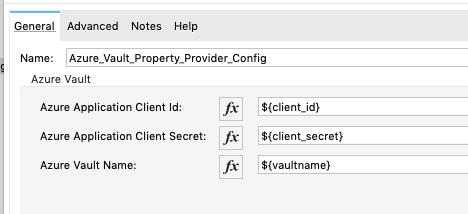 General Advanced Notes Help
Name: Azure_Vault_Property_Provider_Config
Azure Vault
Azure Application Client Id: fx ${client_id}
Azure Application Client Secret: fx ${client_secret}
Azure Vault Name: fx ${vaultname}